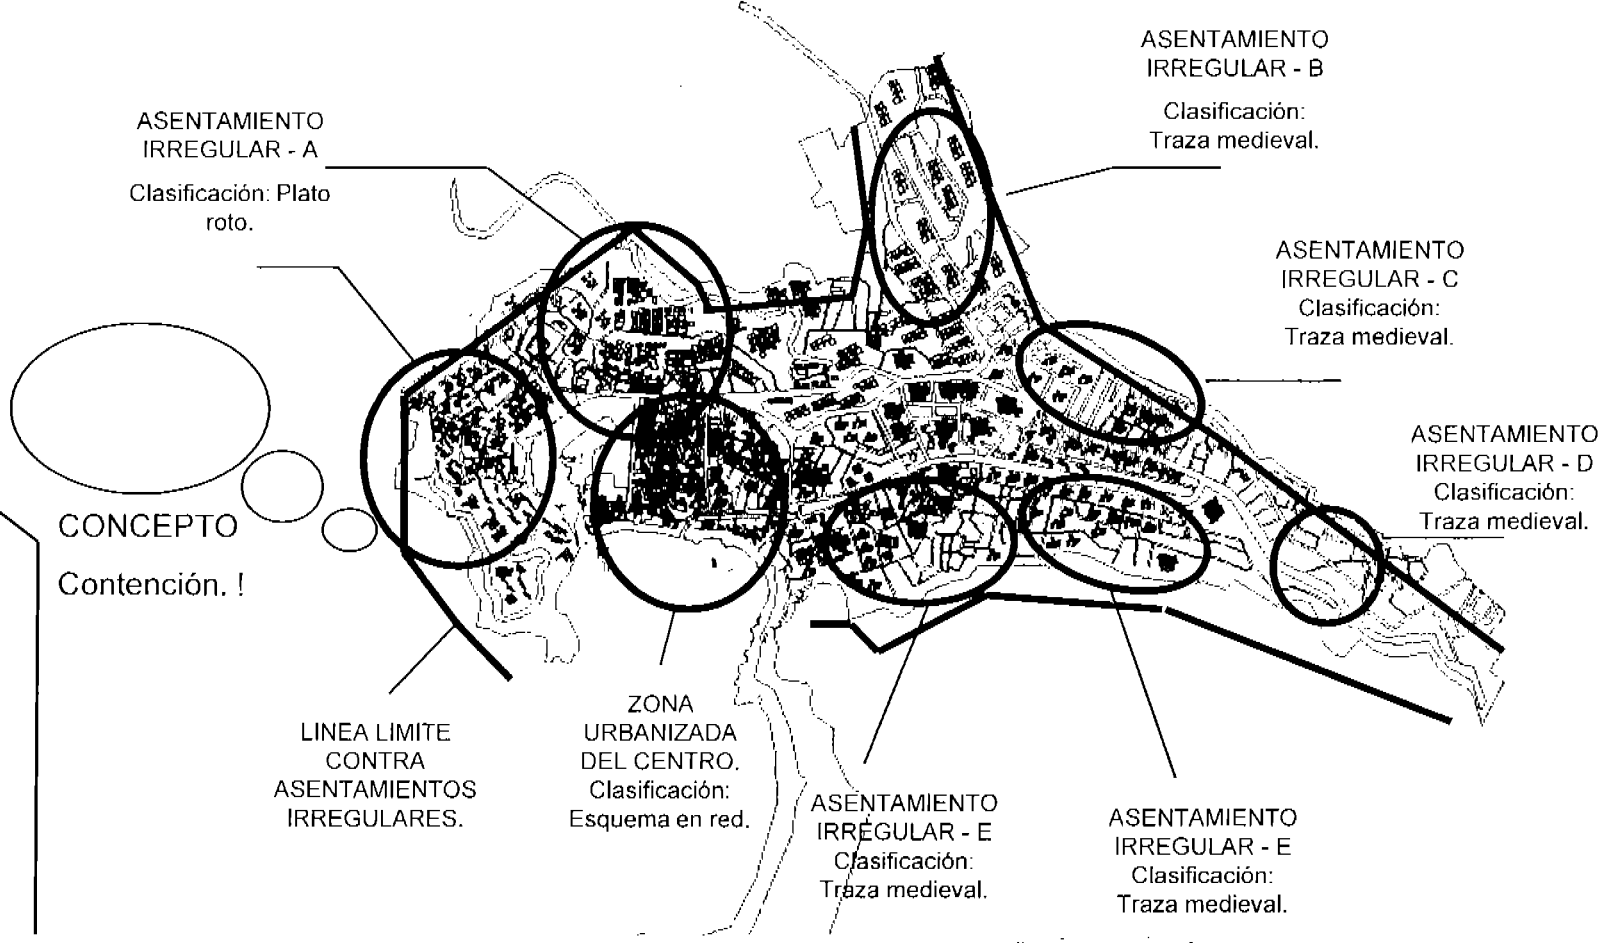 ASENTAMIENTO
IRREGULAR - A
Clasificación: Plato
roto.
ASENTAMIENTO
IRREGULAR - B
Clasificación:
Traza medieval.
ASENTAMIENTO
IRREGULAR - C
Clasificación:
Traza medieval.
ASENTAMIENTO
IRREGULAR - D
Clasificación:
Traza medieval.
CONCEPTO
Contención. !
LINEA LIMITE
CONTRA
ASENTAMIENTOS
IRREGULARES.
ZONA
URBANIZADA
DEL CENTRO.
Clasificación:
Esquema en red.
ASENTAMIENTO
IRREGULAR - E
Clasificación:
Traza medieval.
ASENTAMIENTO
IRREGULAR - E
Clasificación:
Traza medieval.